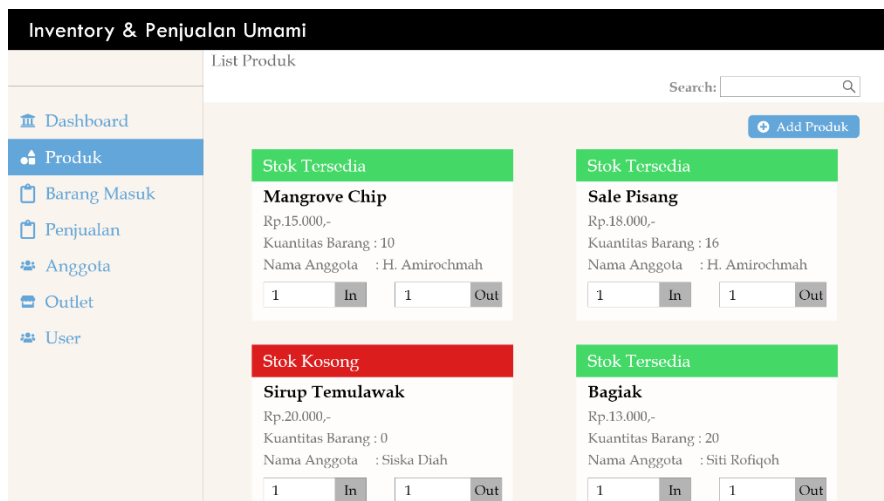 Inventory & Penjualan Umami
List Produk
Search:
Add Produk
Dashboard
Produk
Barang Masuk
Penjualan
Anggota
Outlet
User
Stok Tersedia
Mangrove Chip
Rp.15.000,-
Kuantitas Barang : 10
Nama Anggota : H. Amirochmah
1 In 1 Out
Stok Tersedia
Sale Pisang
Rp.18.000,-
Kuantitas Barang : 16
Nama Anggota : H. Amirochmah
1 In 1 Out
Stok Kosong
Sirup Temulawak
Rp.20.000,-
Kuantitas Barang : 0
Nama Anggota : Siska Diah
1 In 1 Out
Stok Tersedia
Bagiak
Rp.13.000,-
Kuantitas Barang : 20
Nama Anggota : Siti Rofiqoh
1 In 1 Out